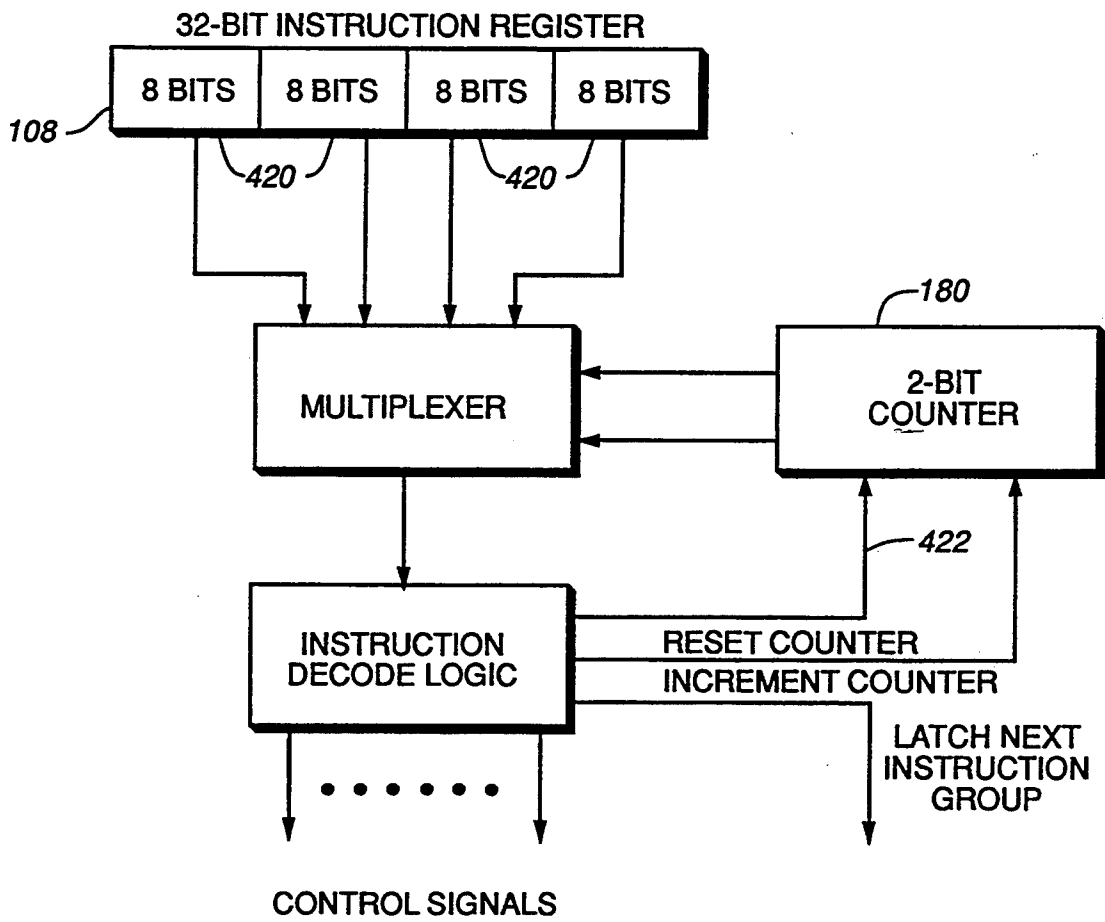 32-BIT INSTRUCTION REGISTER
8 BITS 8 BITS 8 BITS 8 BITS
108
420 420
180
2-BIT
COUNTER
MULTIPLEXER
422
INSTRUCTION
DECODE LOGIC
RESET COUNTER
INCREMENT COUNTER
LATCH NEXT
INSTRUCTION
GROUP
CONTROL SIGNALS